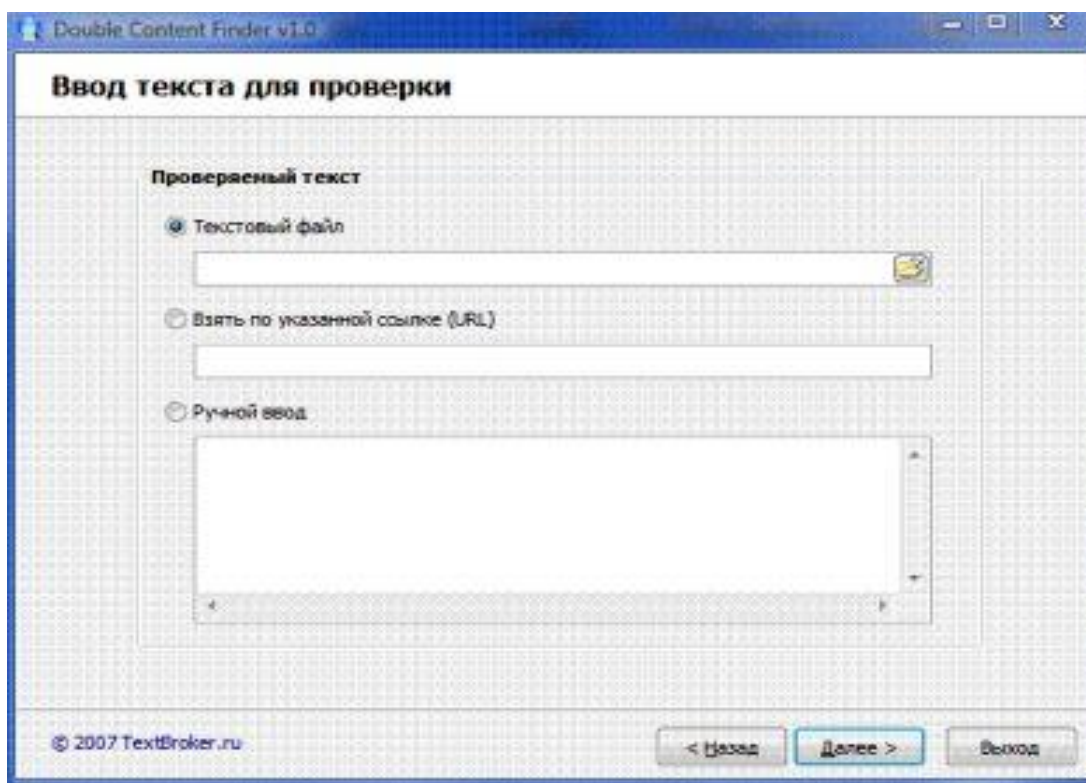 Double Content Finder v1.0
Ввод текста для проверки
Проверяемый текст
Текстовый файл
Взять по указанной ссылке (URL)
Ручной ввод
© 2007 TextBroker.ru
< Назад
Далее >
Выход